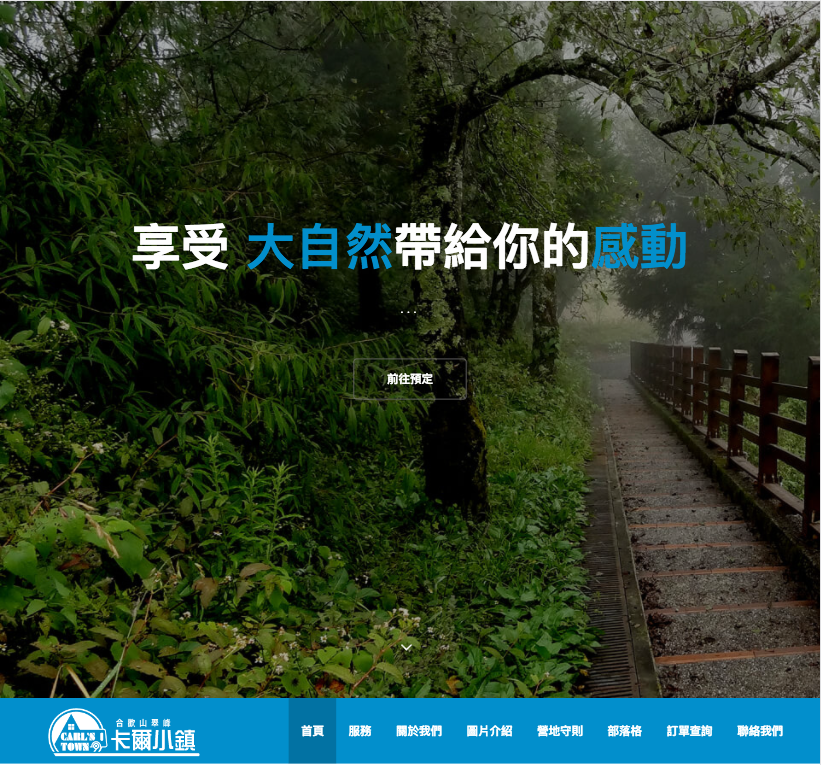 享受 大自然帶給你的感動
...
前往預定
合歡山翠峰
CARL'S
TOWN
卡爾小鎮
首頁 服務 關於我們 圖片介紹 營地守則 部落格 訂單查詢 聯絡我們